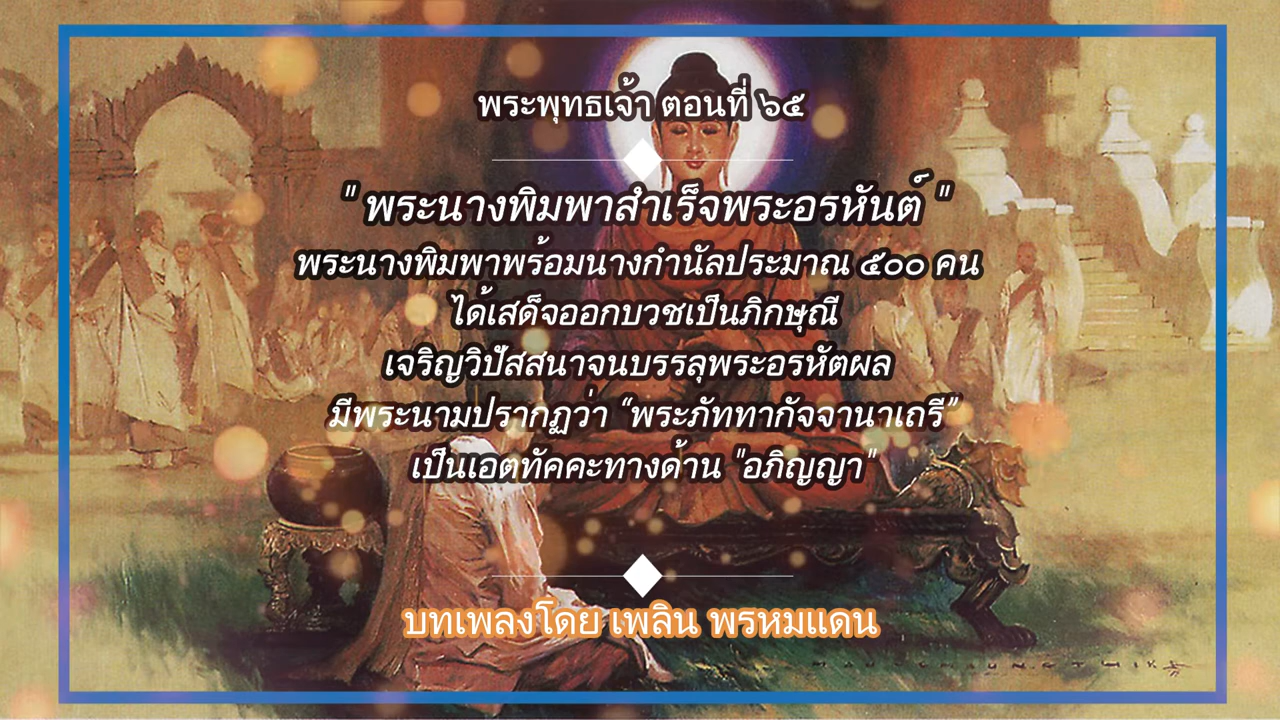 พระพุทธเจ้า ตอนที่ ๖๕
" พระนางพิมพาสำเร็จพระอรหันต์ "
พระนางพิมพาพร้อมนางกำนัลประมาณ ๕๐๐ คน
ได้เสด็จออกบวชเป็นภิกษุณี
เจริญวิปัสสนาจนบรรลุพระอรหัตผล
มีพระนามปรากฏว่า “พระภัททากัจจานาเถรี”
เป็นเอตทัคคะทางด้าน "อภิญญา"
บทเพลงโดย เพลิน พรหมแดน